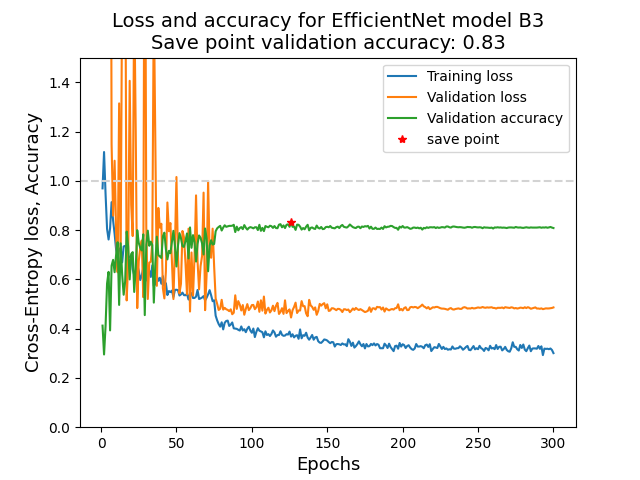 Loss and accuracy for EfficientNet model B3
Save point validation accuracy: 0.83
Training loss
Validation loss
Validation accuracy
save point
Cross-Entropy loss, Accuracy
1.4
1.2
1.0
0.8
0.6
0.4
0.2
0.0
0 50 100 150 200 250 300
Epochs